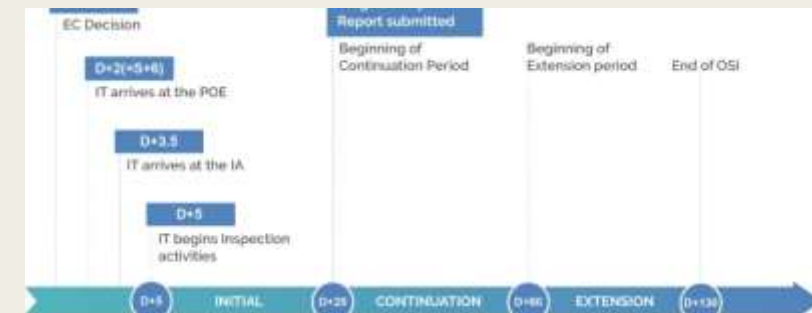 Report submitted
EC Decision
Beginning of
Continuation Period
Beginning of
Extension period
End of OSI
D+2(=S+6)
IT arrives at the POE
D+3.5
IT arrives at the IA
D+5
IT begins Inspection
activities
D+5 INITIAL D+25 CONTINUATION D+60 EXTENSION D+130